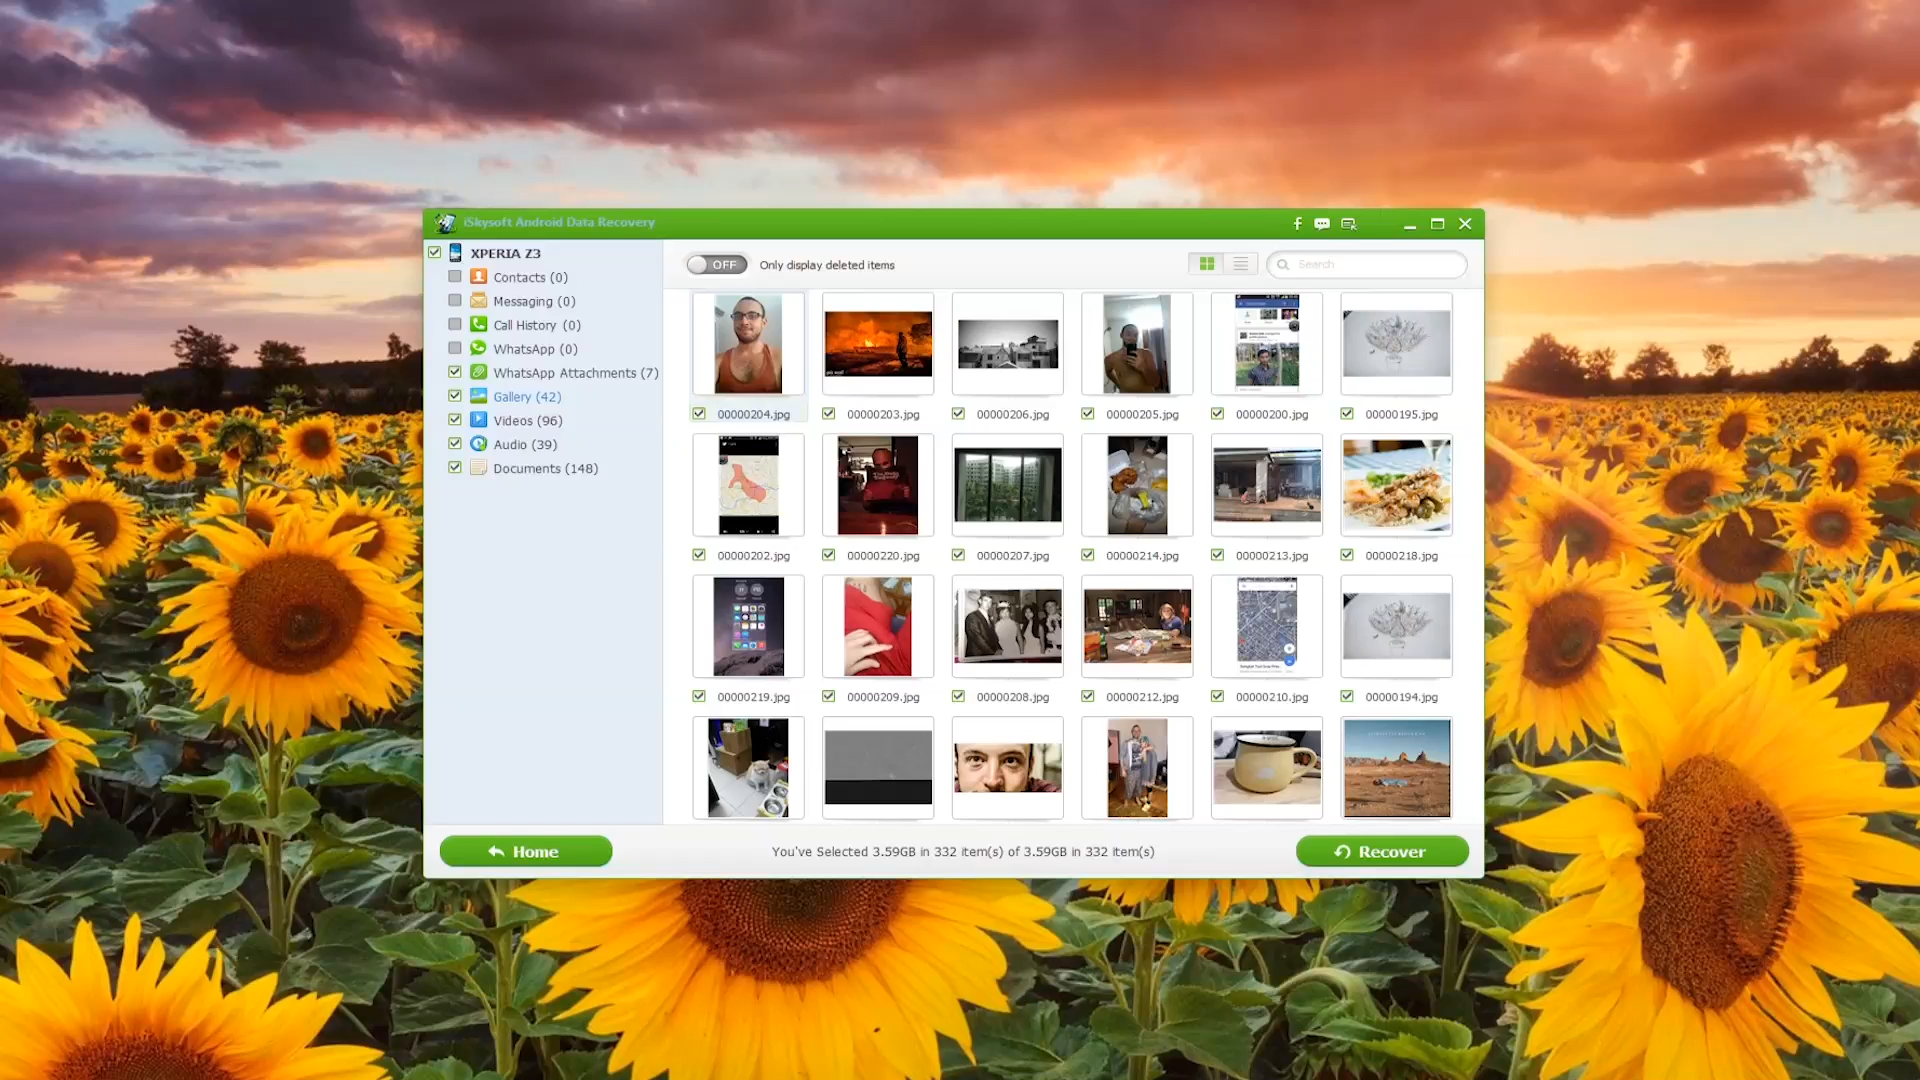 iSkysoft Android Data Recovery
XPERIA Z3
Contacts (0)
Messaging (0)
Call History (0)
WhatsApp (0)
WhatsApp Attachments (7)
Gallery (42)
Videos (96)
Audio (39)
Documents (148)
OFF Only display deleted items
Search
00000204.jpg 00000203.jpg 00000206.jpg 00000205.jpg 00000200.jpg 00000195.jpg
00000202.jpg 00000220.jpg 00000207.jpg 00000214.jpg 00000213.jpg 00000218.jpg
00000219.jpg 00000209.jpg 00000208.jpg 00000212.jpg 00000210.jpg 00000194.jpg
Home
You've Selected 3.59GB in 332 item(s) of 3.59GB in 332 item(s)
Recover